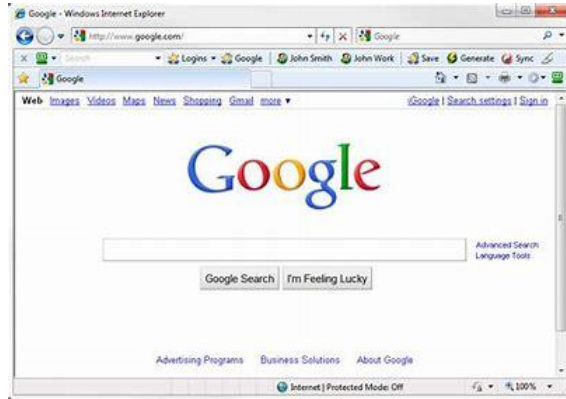 Google - Windows Internet Explorer
http://www.google.com/ Google
Search Logins Google John Smith John Work Save Generate Sync
Google
Web Images Videos Maps News Shopping Gmail more ▼ iGoogle | Search settings | Sign in
Google
Advanced Search
Language Tools
Google Search I'm Feeling Lucky
Advertising Programs Business Solutions About Google
Internet | Protected Mode: Off 100%